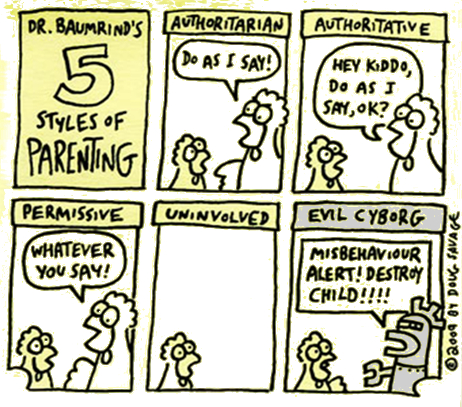 DR. BAUMRIND'S
5
STYLES OF
PARENTING
AUTHORITARIAN
DO AS I SAY!
AUTHORITATIVE
HEY KIDDO,
DO AS I
SAY, OK?
PERMISSIVE
WHATEVER
YOU SAY!
UNINVOLVED
EVIL CYBORG
MISBEHAVIOUR
ALERT! DESTROY
CHILD!!!!
©2009 BY DOUG SAVAGE